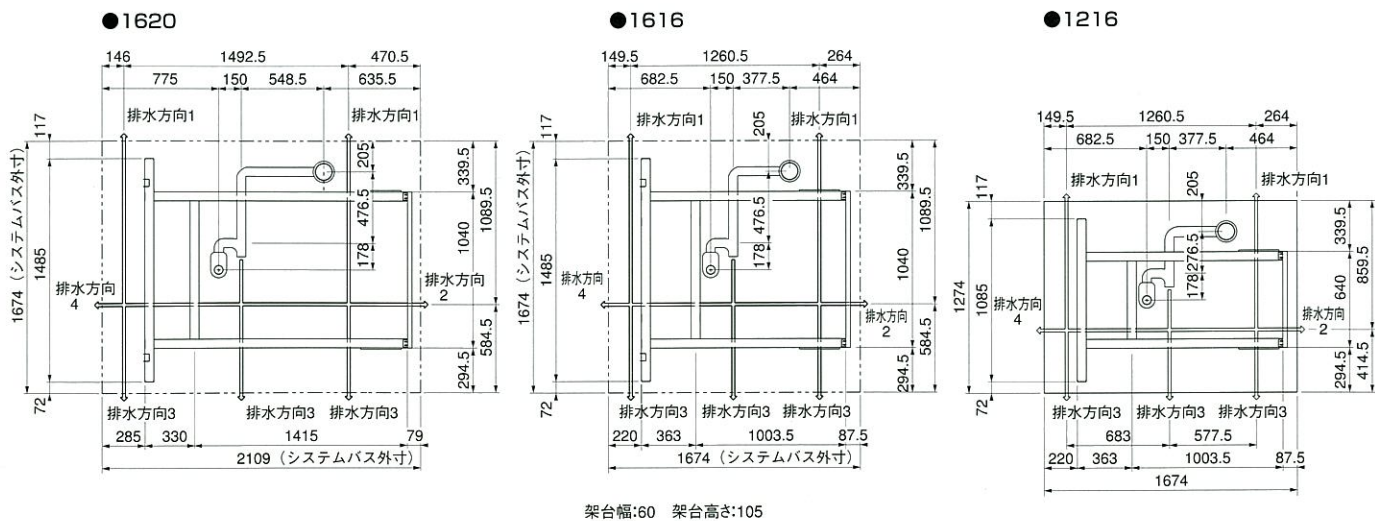 ●1620
146 1492.5 470.5
775 150 548.5 635.5
排水方向1 排水方向1
117
1674（システムバス外寸）
1485
72
205
476.5
178
339.5
1040
294.5
1089.5
584.5
排水方向
4
排水方向
2
排水方向3 排水方向3 排水方向3
285 330 1415 79
2109（システムバス外寸）
●1616
149.5 1260.5 264
682.5 150 377.5 464
排水方向1 排水方向1
117
1674（システムバス外寸）
1485
72
205
476.5
178
339.5
1040
294.5
1089.5
584.5
排水方向
4
排水方向
2
排水方向3 排水方向3 排水方向3
220 363 1003.5 87.5
1674（システムバス外寸）
●1216
149.5 1260.5 264
682.5 150 377.5 464
排水方向1 排水方向1
117
1274
1085
72
205
276.5
178
339.5
640
294.5
859.5
414.5
排水方向
4
排水方向
2
排水方向3 排水方向3 排水方向3
683 577.5
220 363 1003.5 87.5
1674
架台幅:60 架台高さ:105